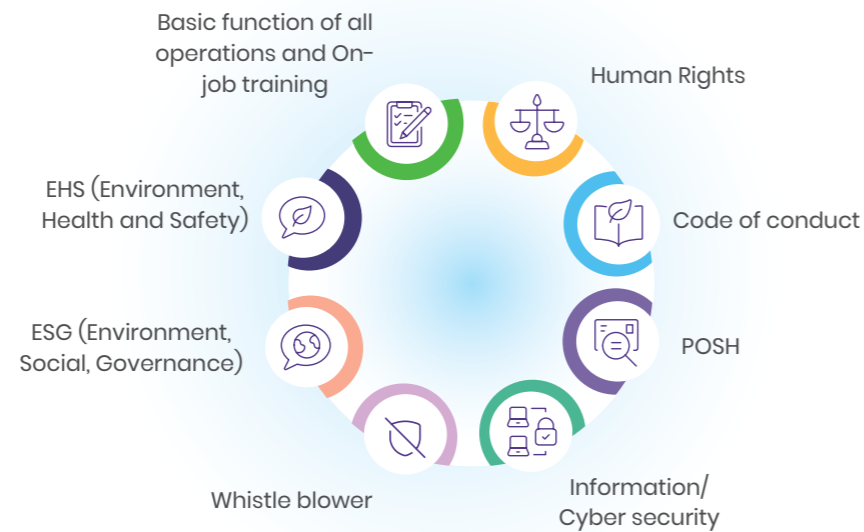 Basic function of all
operations and On-
job training
Human Rights
EHS (Environment,
Health and Safety)
Code of conduct
ESG (Environment,
Social, Governance)
POSH
Whistle blower
Information/
Cyber security